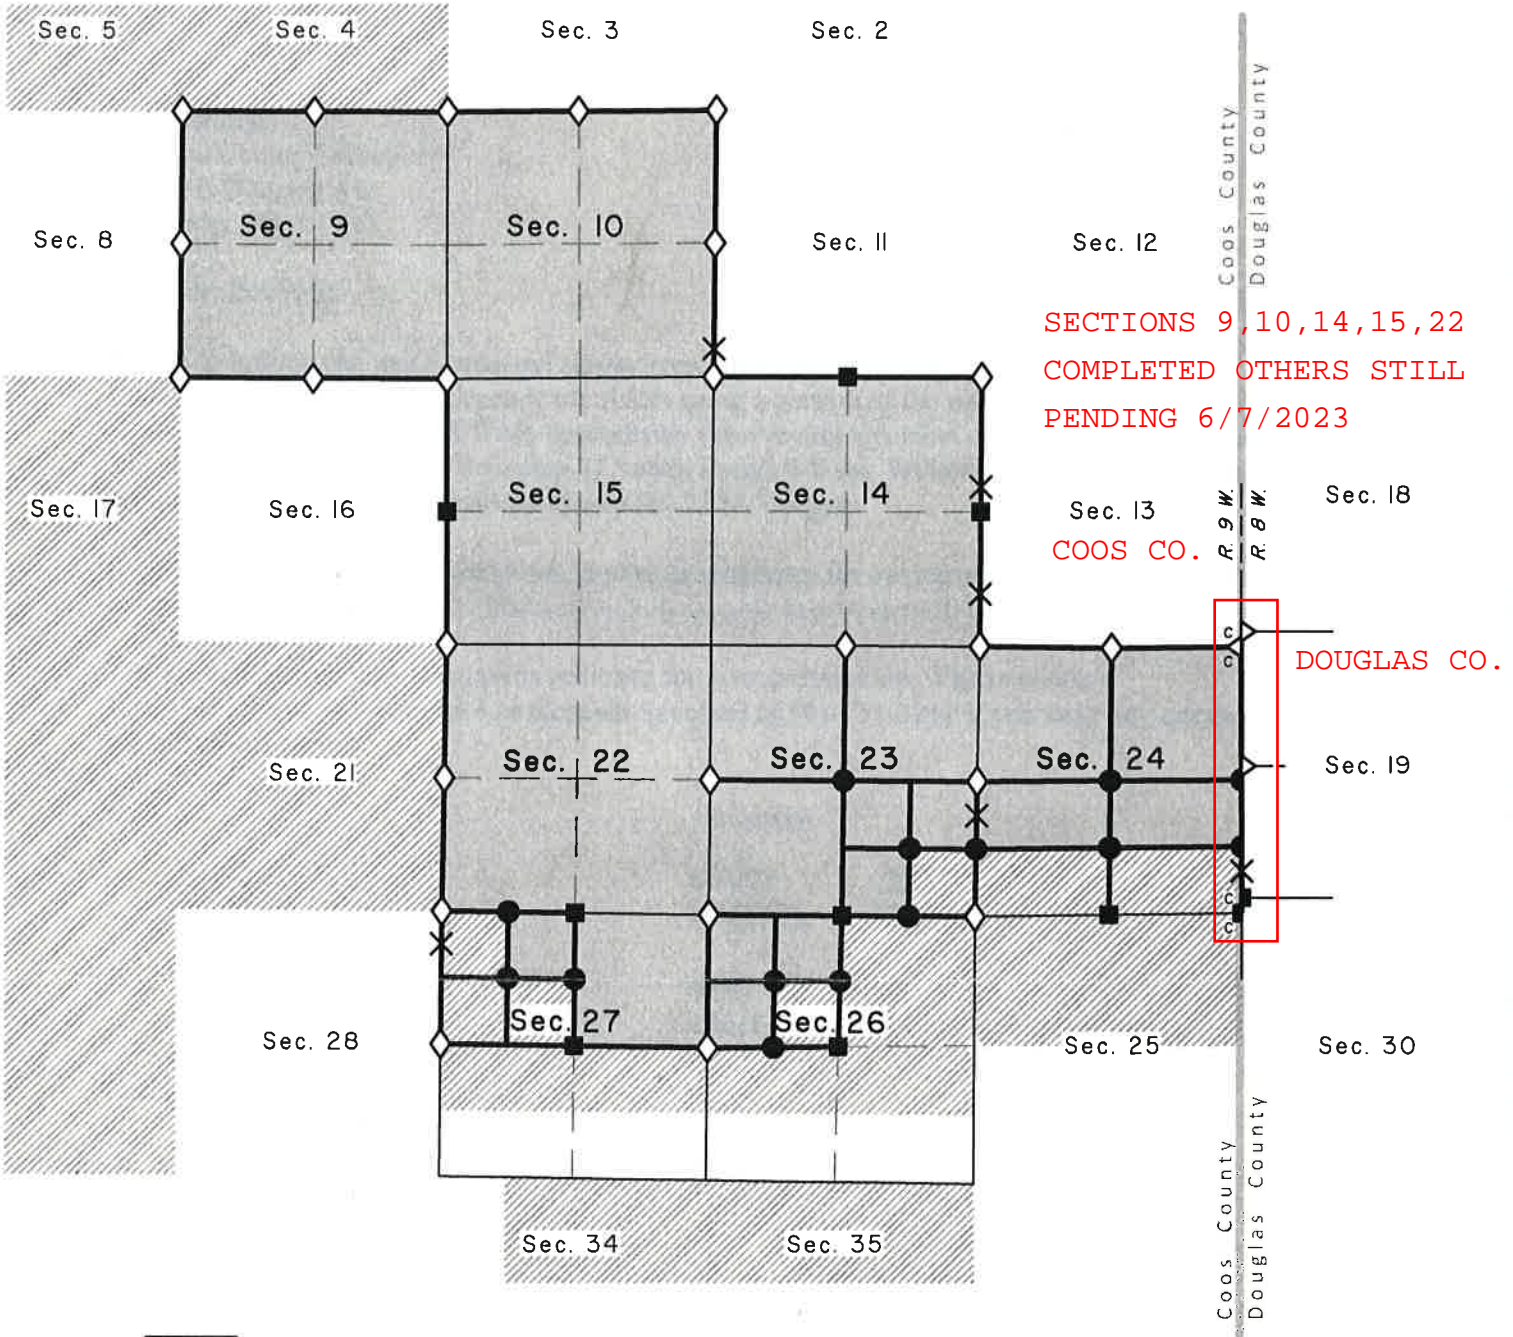 Sec. 5
Sec. 4
Sec. 3
Sec. 2
Coos County
Douglas County
Sec. 8
Sec. 9
Sec. 10
Sec. 11
Sec. 12
SECTIONS 9,10,14,15,22
COMPLETED OTHERS STILL
PENDING 6/7/2023
Sec. 17
Sec. 16
Sec. 15
Sec. 14
Sec. 13
R. 9 W.
R. 8 W.
Sec. 18
COOS CO.
C
C
DOUGLAS CO.
Sec. 21
Sec. 22
Sec. 23
Sec. 24
Sec. 19
C
C
Sec. 28
Sec. 27
Sec. 26
Sec. 25
Sec. 30
Coos County
Douglas County
Sec. 34
Sec. 35